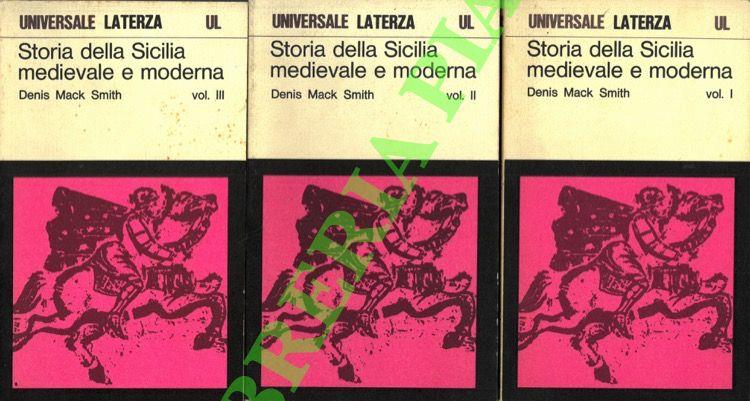 UNIVERSALE LATERZA UL
Storia della Sicilia
medievale e moderna
Denis Mack Smith vol. III
UNIVERSALE LATERZA UL
Storia della Sicilia
medievale e moderna
Denis Mack Smith vol. II
UNIVERSALE LATERZA UL
Storia della Sicilia
medievale e moderna
Denis Mack Smith vol. I
BRERIA PIA